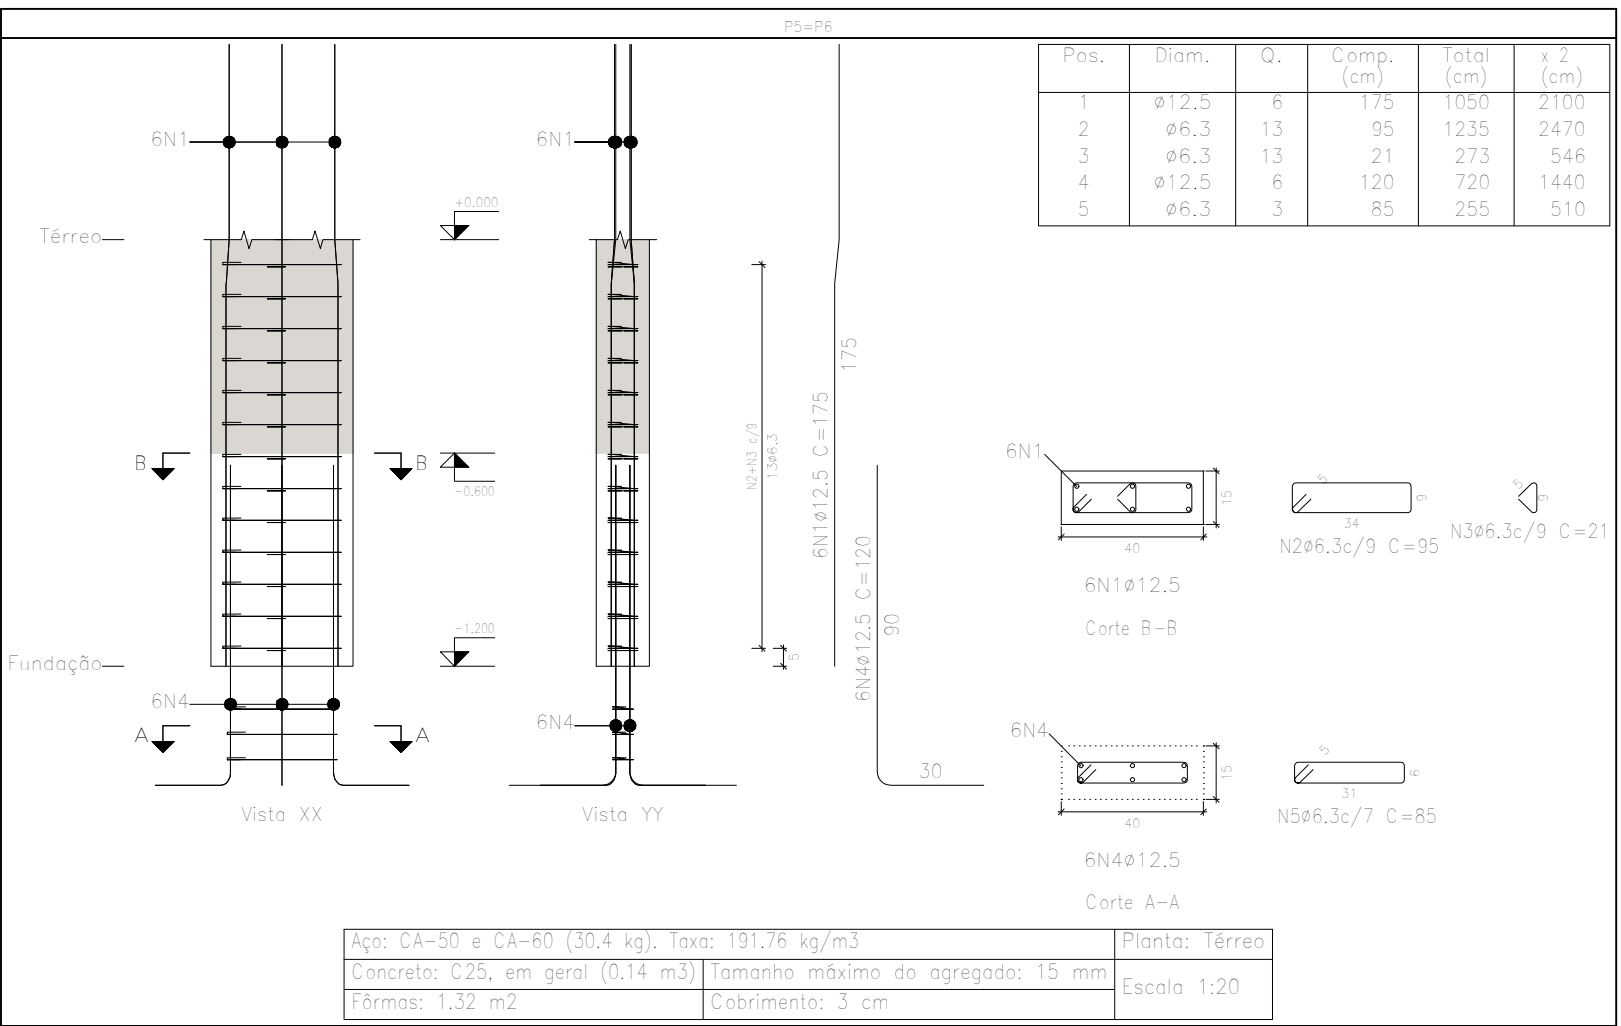 P5=P6
Pos. Diam. Q. Comp. (cm) Total (cm) x 2 (cm)
1 ø12.5 6 175 1050 2100
2 ø6.3 13 95 1235 2470
3 ø6.3 13 21 273 546
4 ø12.5 6 120 720 1440
5 ø6.3 3 85 255 510
6N1
6N1
+0.000
Térreo
175
B
B
-0.600
N2+N3 c/9
13ø6.3
6N1ø12.5 C=175
6N1
15
40
6N1ø12.5
Corte B-B
5
9
34
N2ø6.3c/9 C=95
5
9
N3ø6.3c/9 C=21
-1.200
5
Fundação
6N4ø12.5 C=120
90
6N4
6N4
A
A
30
Vista XX
Vista YY
6N4
15
40
6N4ø12.5
Corte A-A
5
6
31
N5ø6.3c/7 C=85
Aço: CA-50 e CA-60 (30.4 kg). Taxa: 191.76 kg/m3
Planta: Térreo
Concreto: C25, em geral (0.14 m3)
Tamanho máximo do agregado: 15 mm
Escala 1:20
Fôrmas: 1.32 m2
Cobrimento: 3 cm